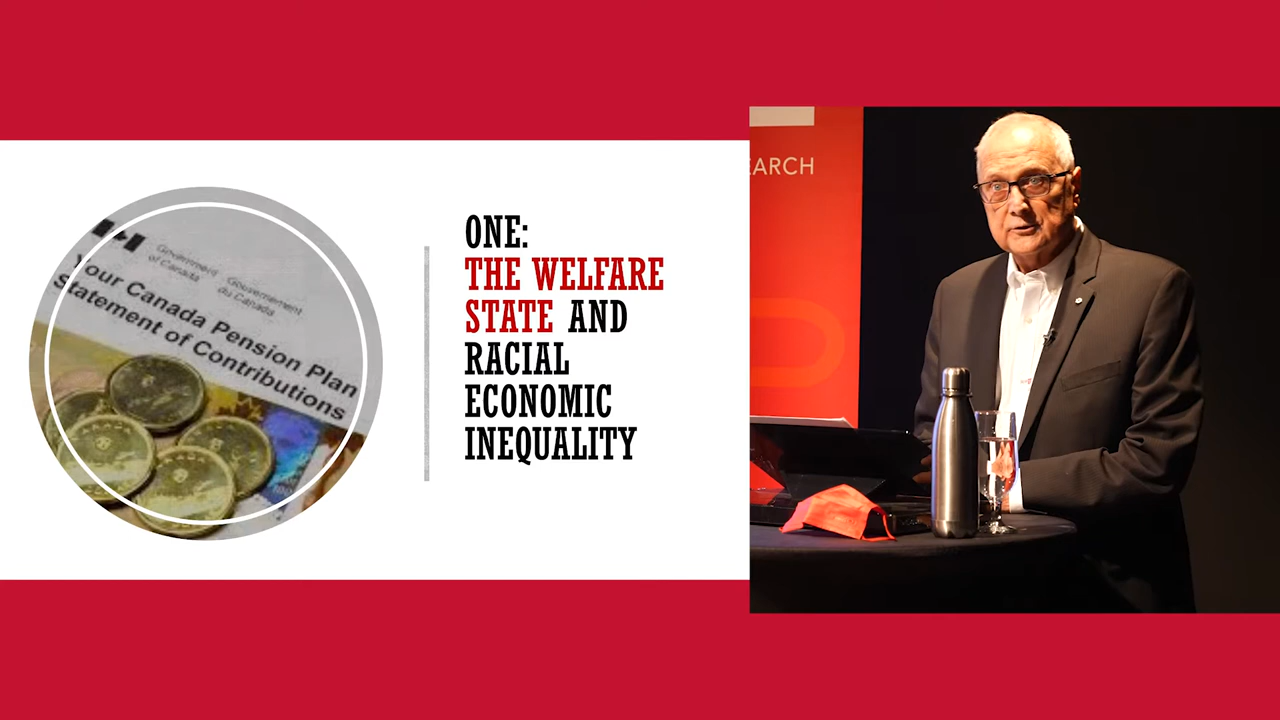 Government
of Canada
Gouvernement
du Canada
Your Canada Pension Plan
Statement of Contributions
ONE:
THE WELFARE
STATE AND
RACIAL
ECONOMIC
INEQUALITY
EARCH